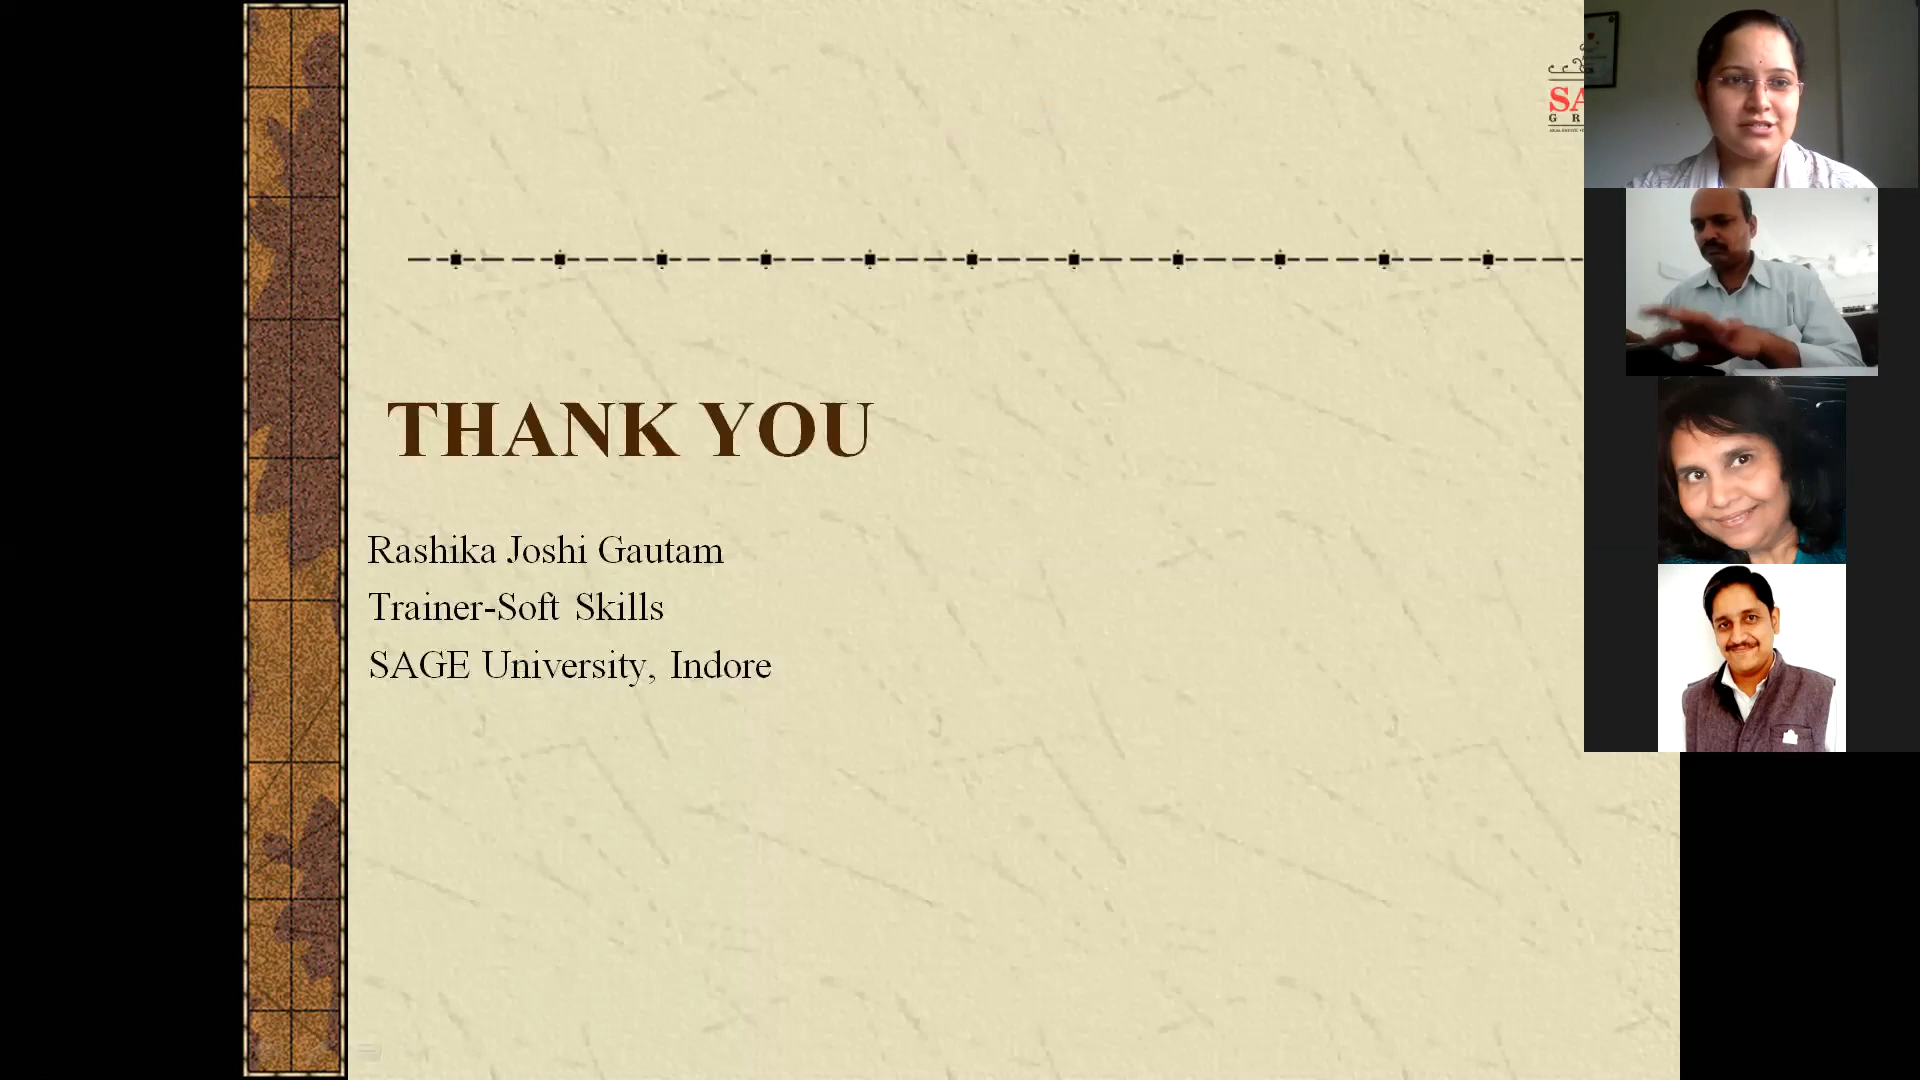 THANK YOU
Rashika Joshi Gautam
Trainer-Soft Skills
SAGE University, Indore